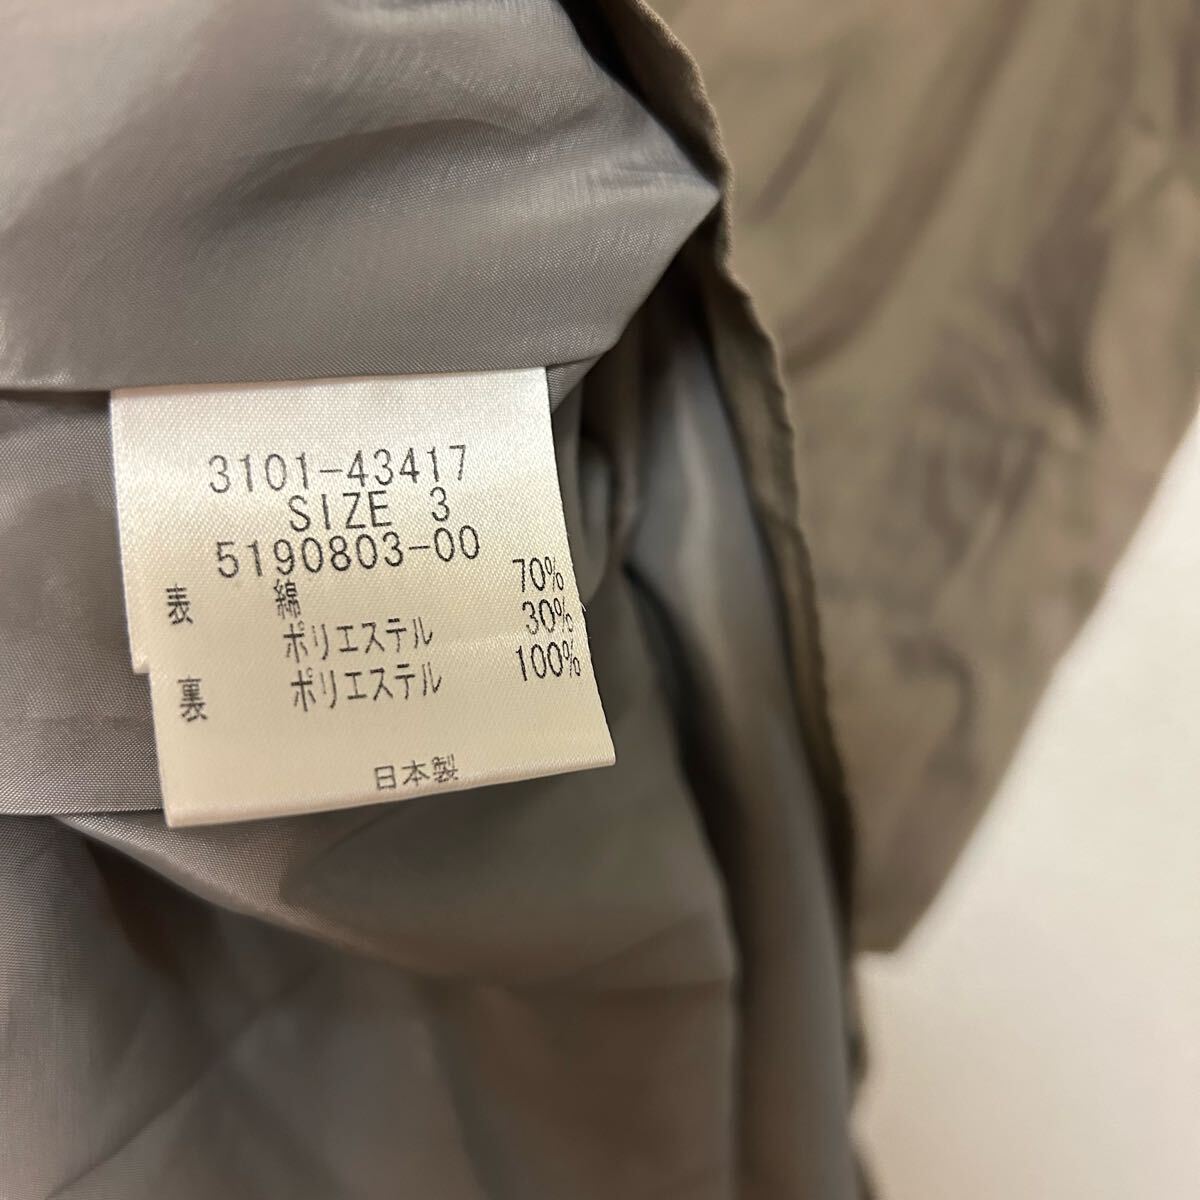 3101-43417
SIZE 3
5190803-00
表 綿 70%
ポリエステル 30%
裏 ポリエステル 100%
日本製